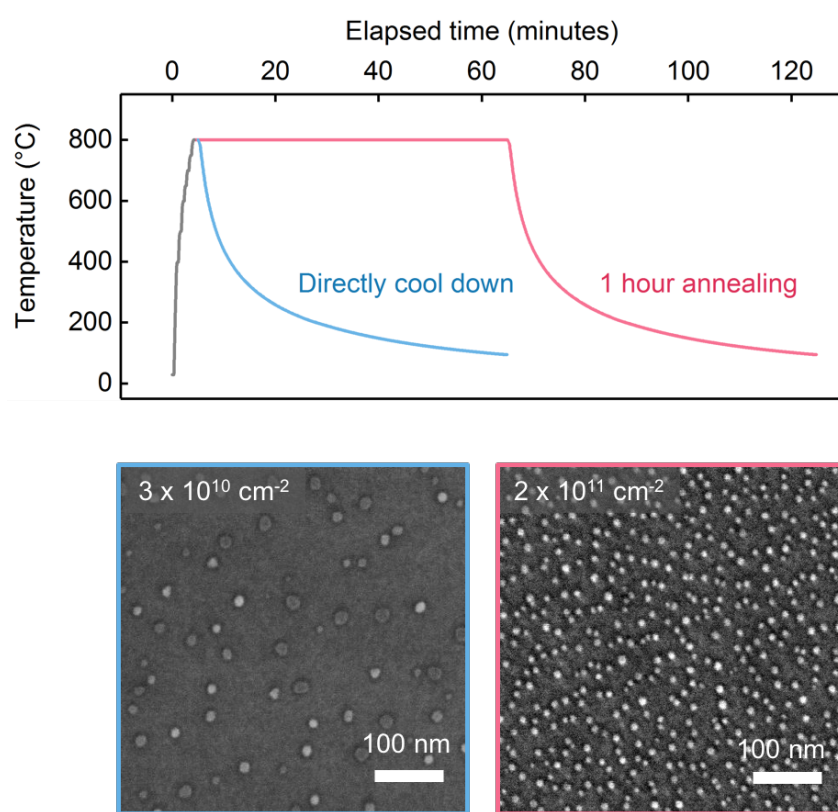 Elapsed time (minutes)
0 20 40 60 80 100 120
Temperature (°C)
800
600
400
200
0
Directly cool down
1 hour annealing
3 x 10¹⁰ cm⁻²
2 x 10¹¹ cm⁻²
100 nm
100 nm